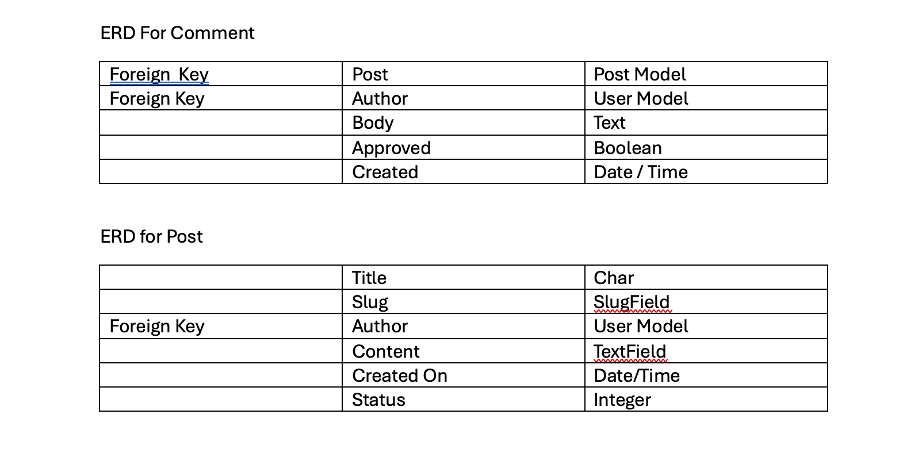 ERD For Comment
Foreign  Key Post Post Model
Foreign Key Author User Model
Body Text
Approved Boolean
Created Date / Time
ERD for Post
Title Char
Slug SlugField
Foreign Key Author User Model
Content TextField
Created On Date/Time
Status Integer